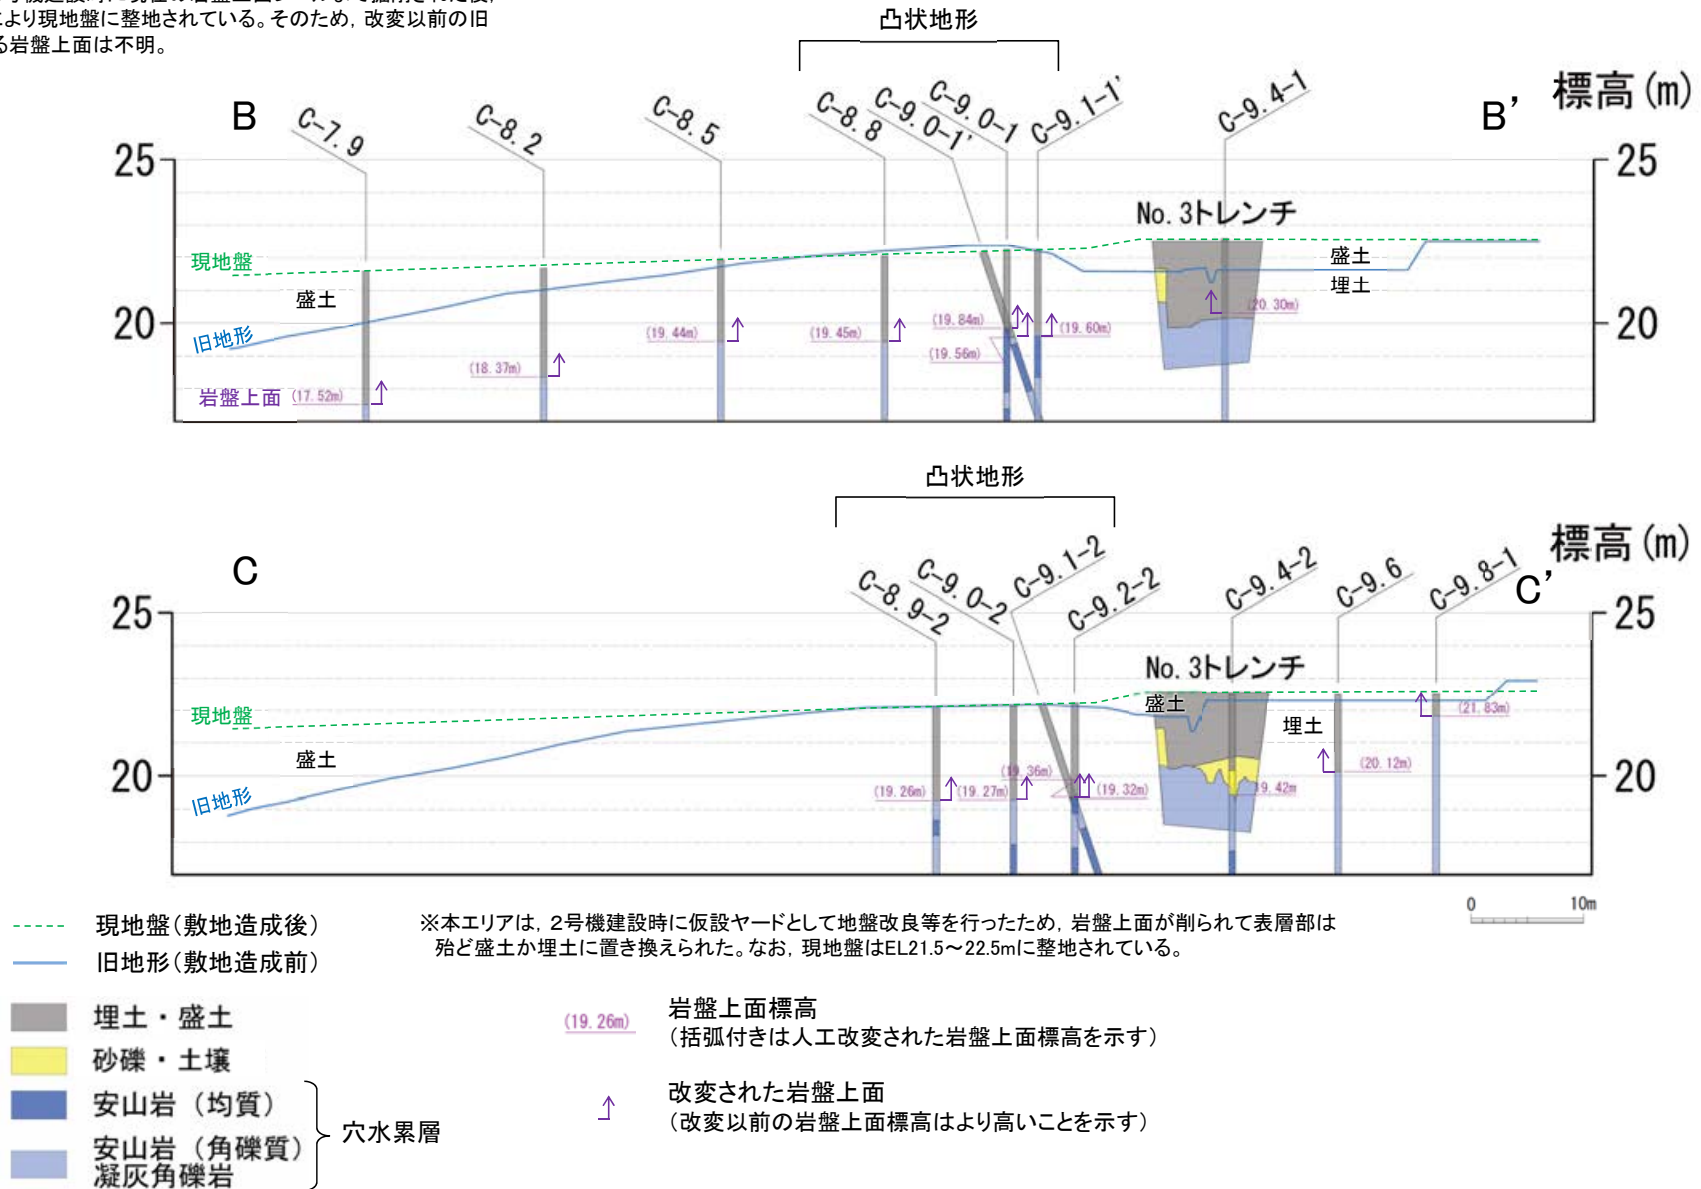 により現地盤に整地されている。そのため，改変以前の旧
る岩盤上面は不明。
凸状地形
B
C-7.9
C-8.2
C-8.5
C-8.8
C-9.0-1'
C-9.0-1
C-9.1-1'
C-9.4-1
B'
標高(m)
25
25
20
20
No.3トレンチ
現地盤
盛土
旧地形
岩盤上面
(17.52m)
(18.37m)
(19.44m)
(19.45m)
(19.84m)
(19.56m)
(19.60m)
(20.30m)
盛土
埋土
凸状地形
C
C-8.9-2
C-9.0-2
C-9.1-2
C-9.2-2
C-9.4-2
C-9.6
C-9.8-1
C'
標高(m)
25
25
20
20
No.3トレンチ
現地盤
盛土
旧地形
盛土
埋土
(19.26m)
(19.27m)
(19.36m)
(19.32m)
19.42m
(20.12m)
(21.83m)
0
10m
現地盤(敷地造成後)
旧地形(敷地造成前)
埋土・盛土
砂礫・土壌
安山岩（均質）
安山岩（角礫質）
凝灰角礫岩
穴水累層
※本エリアは，２号機建設時に仮設ヤードとして地盤改良等を行ったため，岩盤上面が削られて表層部は
殆ど盛土か埋土に置き換えられた。なお，現地盤はEL21.5～22.5mに整地されている。
(19.26m)
岩盤上面標高
（括弧付きは人工改変された岩盤上面標高を示す）
改変された岩盤上面
（改変以前の岩盤上面標高はより高いことを示す）